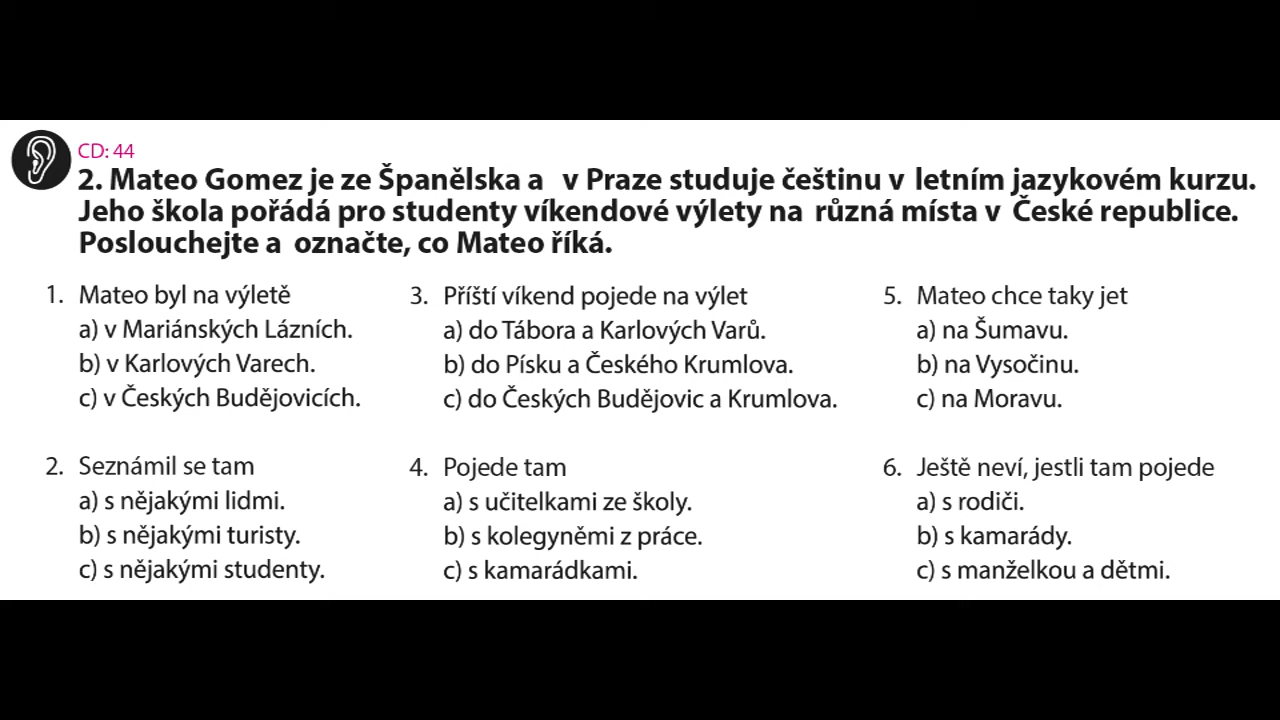 CD: 44
2. Mateo Gomez je ze Španělska a v Praze studuje češtinu v letním jazykovém kurzu.
Jeho škola pořádá pro studenty víkendové výlety na různá místa v České republice.
Poslouchejte a označte, co Mateo říká.
1. Mateo byl na výletě
a) v Mariánských Lázních.
b) v Karlových Varech.
c) v Českých Budějovicích.
2. Seznámil se tam
a) s nějakými lidmi.
b) s nějakými turisty.
c) s nějakými studenty.
3. Příští víkend pojede na výlet
a) do Tábora a Karlových Varů.
b) do Písku a Českého Krumlova.
c) do Českých Budějovic a Krumlova.
4. Pojede tam
a) s učitelkami ze školy.
b) s kolegyněmi z práce.
c) s kamarádkami.
5. Mateo chce taky jet
a) na Šumavu.
b) na Vysočinu.
c) na Moravu.
6. Ještě neví, jestli tam pojede
a) s rodiči.
b) s kamarády.
c) s manželkou a dětmi.